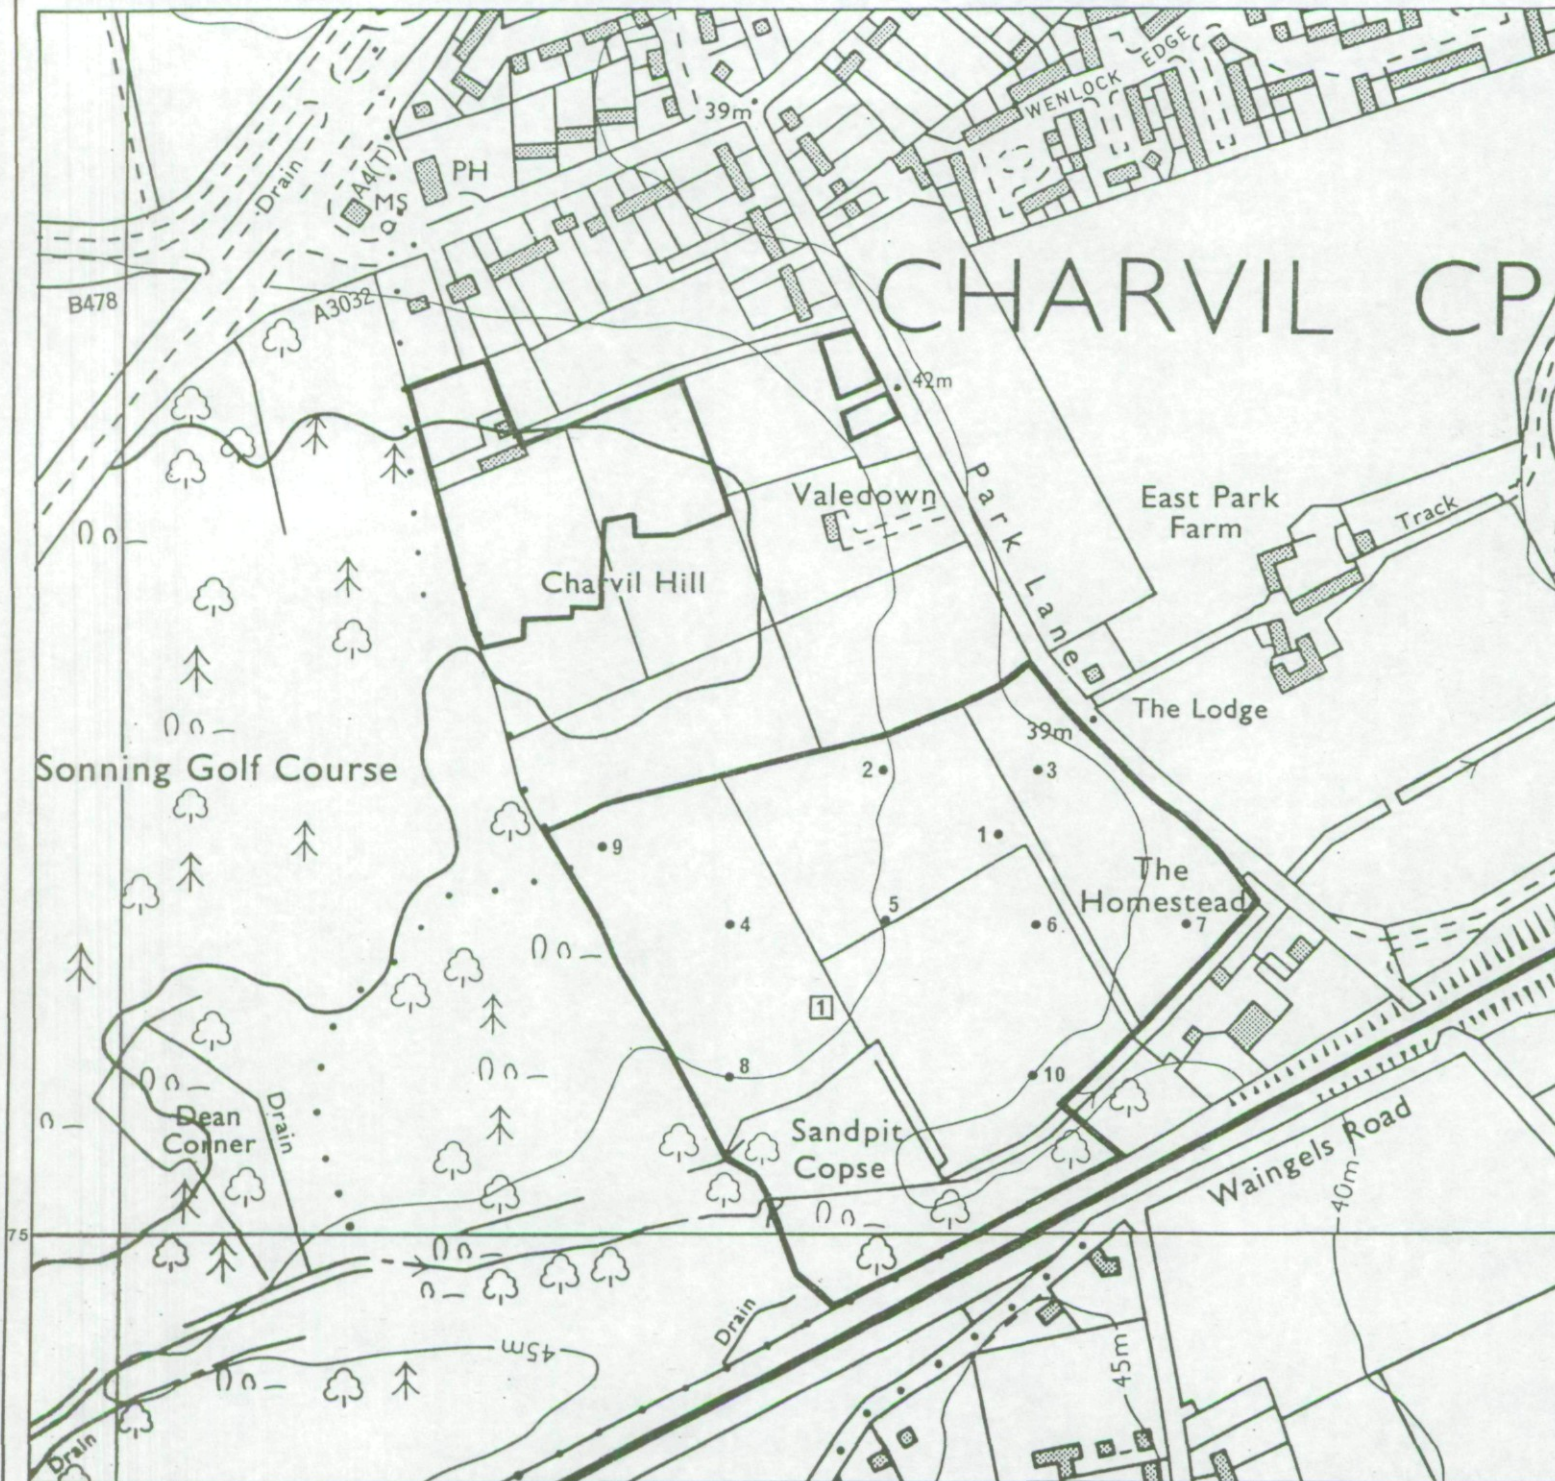 WENLOCK EDGE
39m
Drain
A4(T)
PH
MS
B478
A3032
CHARVIL CP
42m
Park Lane
Valedown
East Park
Farm
Track
Charvil Hill
The Lodge
39m
Sonning Golf Course
2
3
1
9
The
Homestead
4
5
6
7
1
8
10
Dean
Corner
Drain
Sandpit
Copse
Waingels Road
40m
75
Drain
45m
45m
Drain